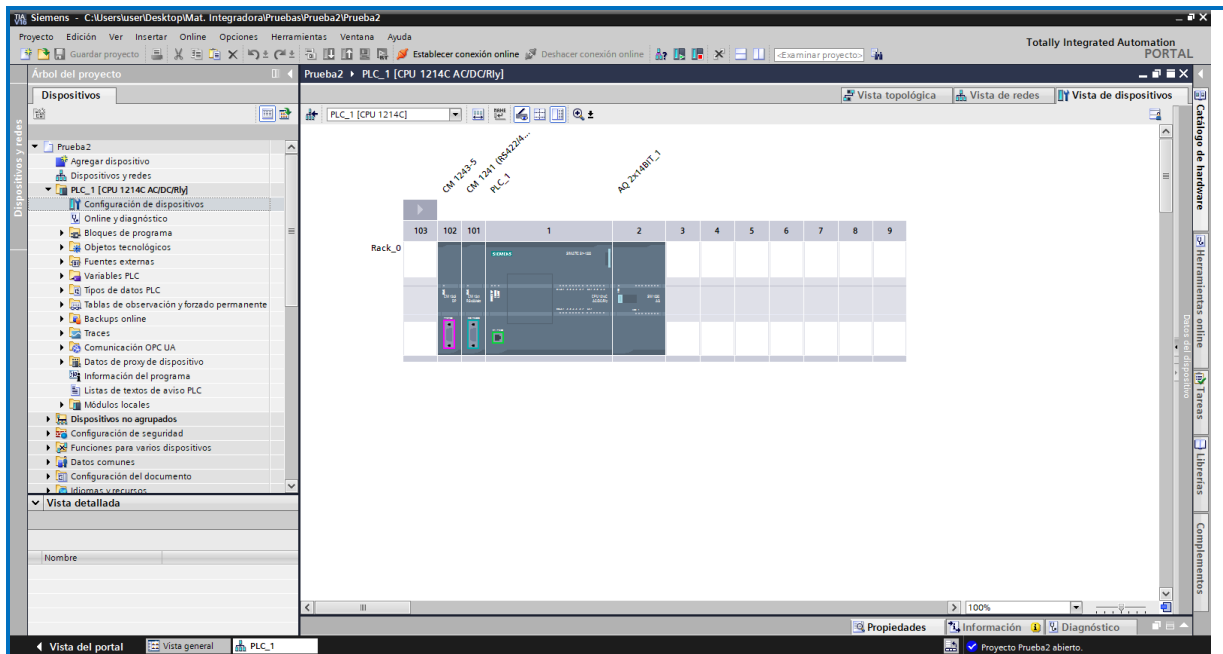 Siemens - C:\Users\user\Desktop\Mat. Integradora\Pruebas\Prueba2\Prueba2
Proyecto Edición Ver Insertar Online Opciones Herramientas Ventana Ayuda
Totally Integrated Automation
PORTAL
Guardar proyecto Establecer conexión online Deshacer conexión online <Examinar proyecto>
Árbol del proyecto
Prueba2 PLC_1 [CPU 1214C AC/DC/Rly]
Dispositivos
Vista topológica Vista de redes Vista de dispositivos
PLC_1 [CPU 1214C]
Dispositivos y redes
Prueba2
Agregar dispositivo
Dispositivos y redes
PLC_1 [CPU 1214C AC/DC/Rly]
Configuración de dispositivos
Online y diagnóstico
Bloques de programa
Objetos tecnológicos
Fuentes externas
Variables PLC
Tipos de datos PLC
Tablas de observación y forzado permanente
Backups online
Traces
Comunicación OPC UA
Datos de proxy de dispositivo
Información del programa
Listas de textos de aviso PLC
Módulos locales
Dispositivos no agrupados
Configuración de seguridad
Funciones para varios dispositivos
Datos comunes
Configuración del documento
Idiomas y recursos
Vista detallada
Nombre
CM 1243-5
CM 1241 (RS422/4...
PLC_1
AQ 2x14BIT_1
103 102 101 1 2 3 4 5 6 7 8 9
Rack_0
SIEMENS
Catálogo de hardware
Herramientas online
Tareas
Librerías
Complementos
Datos del dispositivo
100%
Propiedades Información Diagnóstico
Vista del portal Vista general PLC_1
Proyecto Prueba2 abierto.